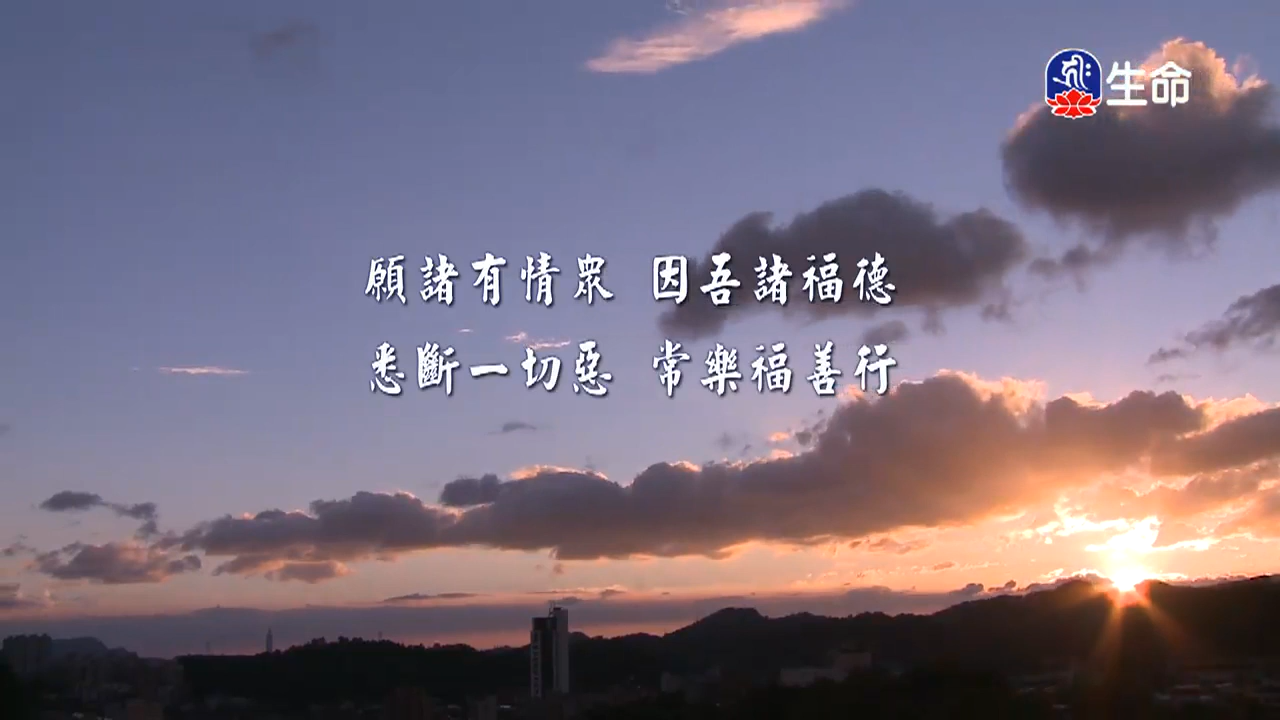 生命
願諸有情眾 因吾諸福德
悉斷一切惡 常樂福善行